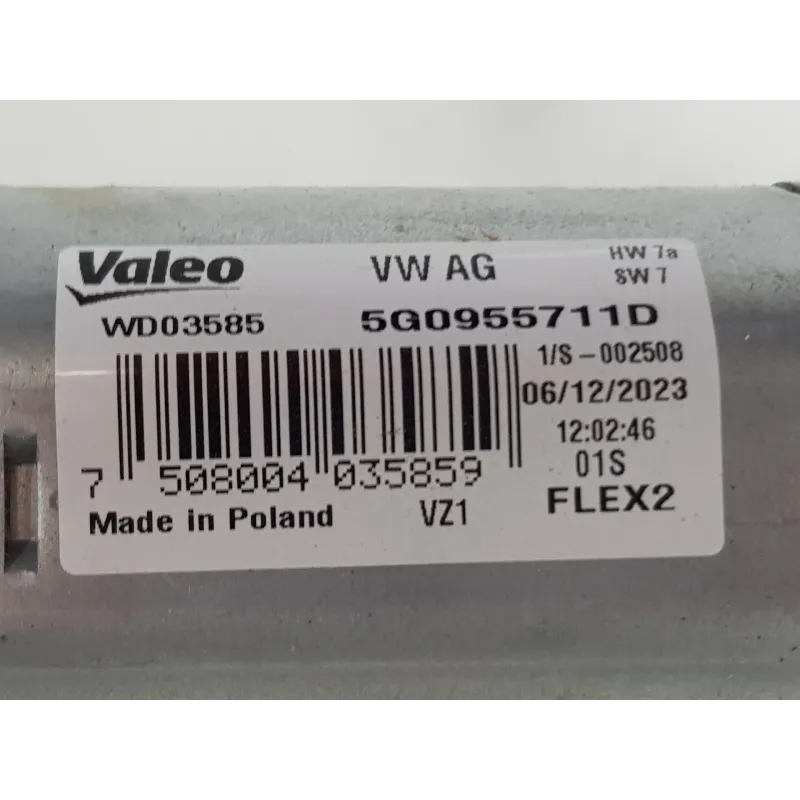 Valeo VW AG HW 7a
SW 7
WD03585 5G0955711D
1/S-002508
06/12/2023
12:02:46
7 508004 035859 01S
Made in Poland VZ1 FLEX2